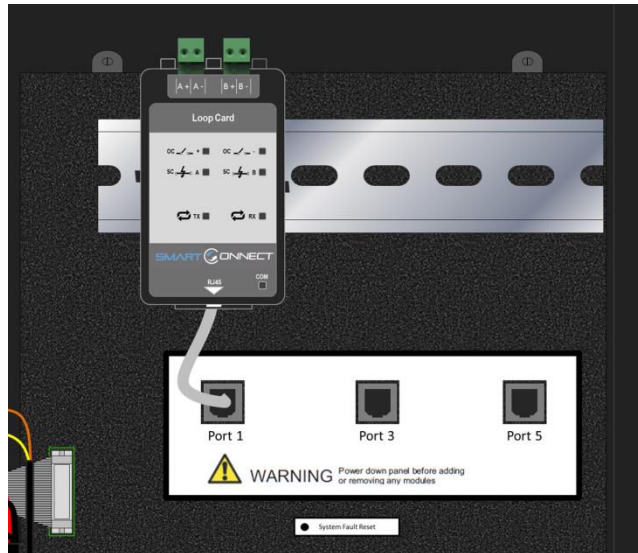 A+ A- B+ B-
Loop Card
OC + OC -
SC A SC B
TX RX
SMART CONNECT
RJ45 COM
Port 1 Port 3 Port 5
WARNING Power down panel before adding
or removing any modules
System Fault Reset